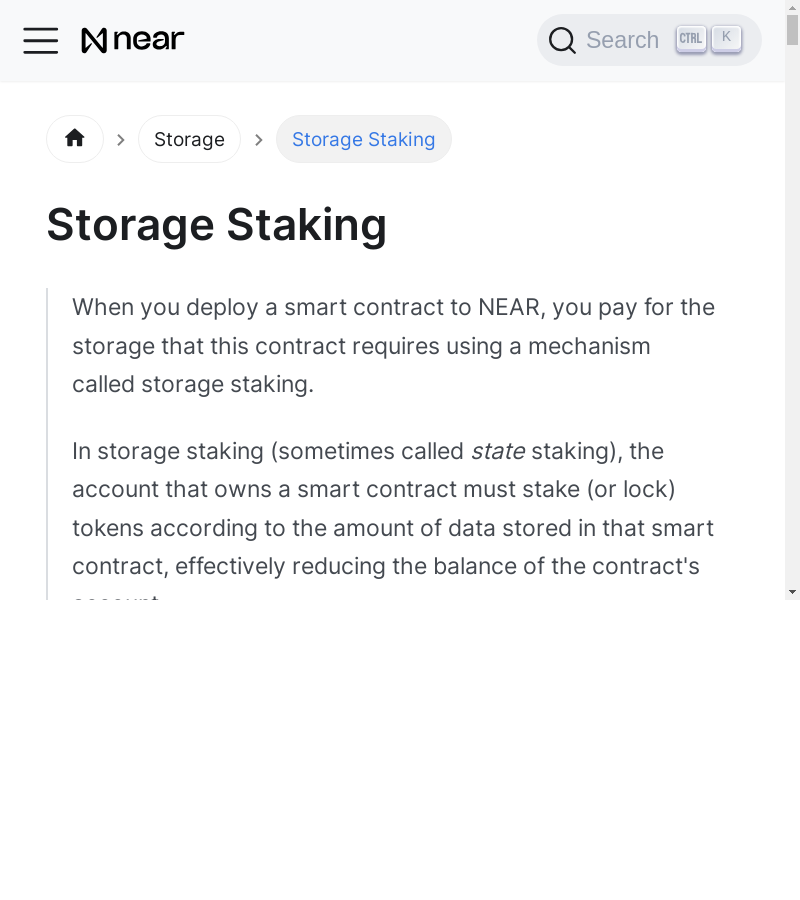 near
Search CTRL K
Storage
Storage Staking
Storage Staking
When you deploy a smart contract to NEAR, you pay for the
storage that this contract requires using a mechanism
called storage staking.
In storage staking (sometimes called state staking), the
account that owns a smart contract must stake (or lock)
tokens according to the amount of data stored in that smart
contract, effectively reducing the balance of the contract's